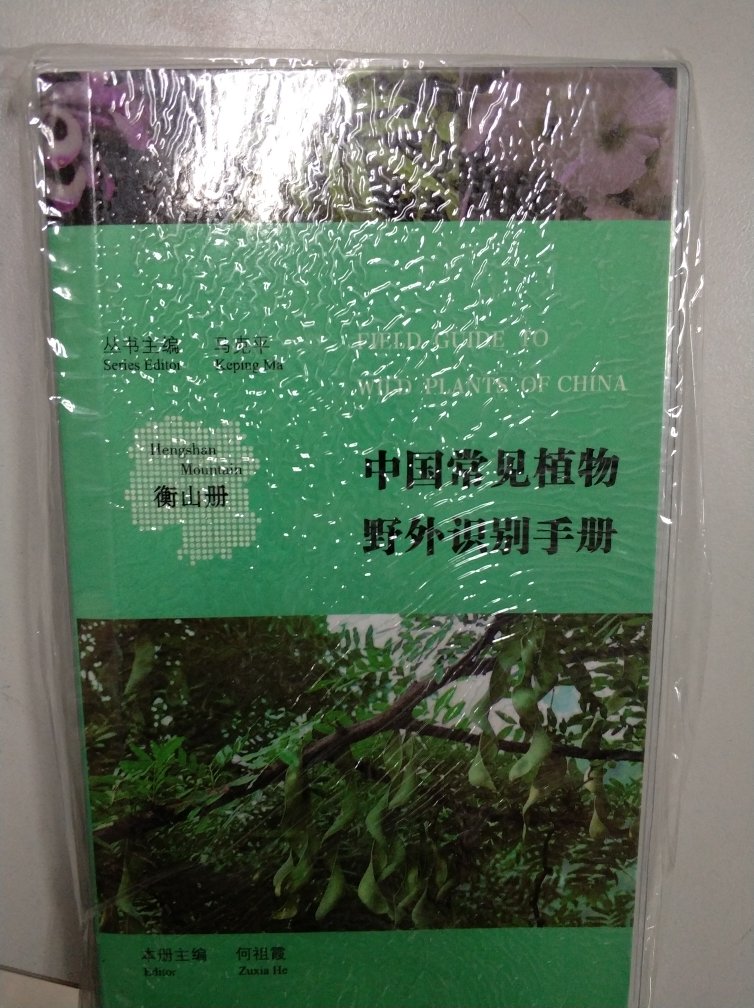 丛书主编 马克平
Series Editor Keping Ma
FIELD GUIDE TO
WILD PLANTS OF CHINA
Hengshan
Mountain
衡山册
中国常见植物
野外识别手册
本册主编 何祖霞
Editor Zuxia He